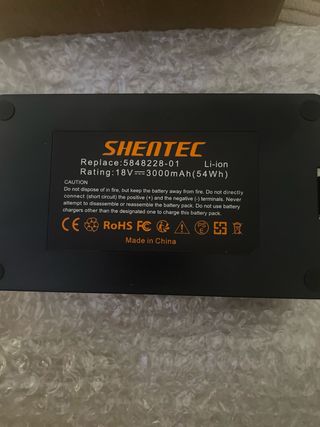 SHENTEC
Replace:5848228-01 Li-ion
Rating:18V⎓3000mAh(54Wh)
CAUTION
Do not dispose of in fire, but keep the battery away from fire. Do not directly
connect (short circuit) the positive (+) and the negative (-) terminals. Never
attempt to disassemble or reassemble the battery pack. Do not use battery
chargers other than the designated one to charge this battery pack.
CE RoHS FC
Made in China